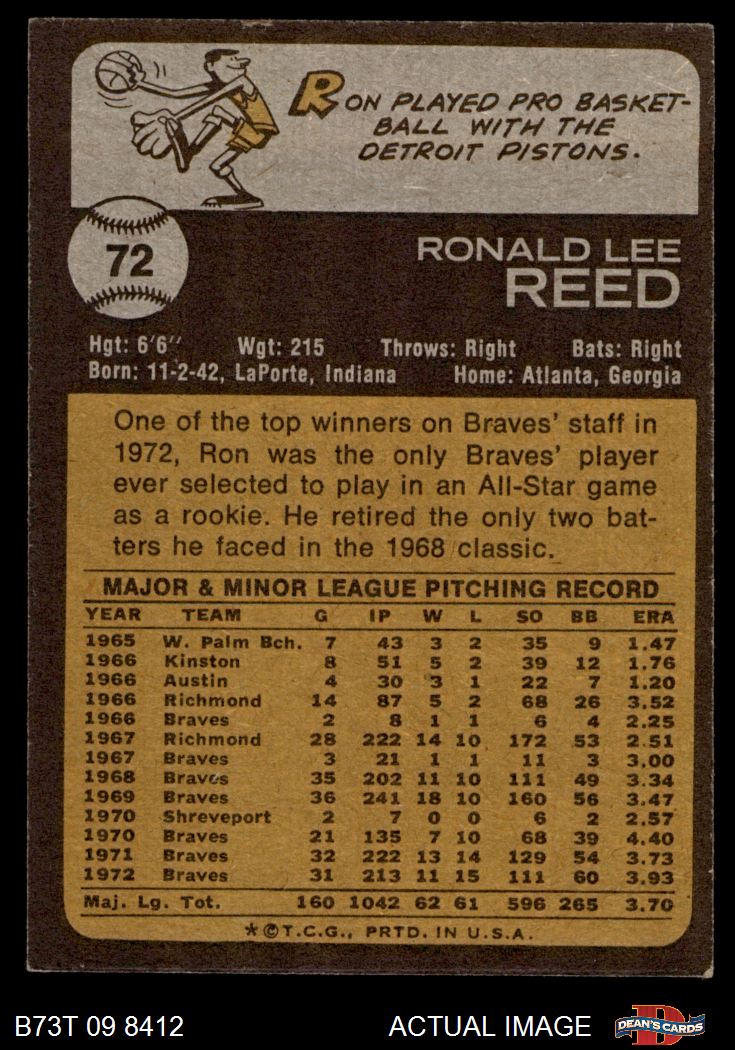 RON PLAYED PRO BASKET-
BALL WITH THE
DETROIT PISTONS.
72
RONALD LEE
REED
Hgt: 6'6" Wgt: 215 Throws: Right Bats: Right
Born: 11-2-42, LaPorte, Indiana Home: Atlanta, Georgia
One of the top winners on Braves' staff in
1972, Ron was the only Braves' player
ever selected to play in an All-Star game
as a rookie. He retired the only two bat-
ters he faced in the 1968 classic.
MAJOR & MINOR LEAGUE PITCHING RECORD
YEAR TEAM G IP W L SO BB ERA
1965 W. Palm Bch. 7 43 3 2 35 9 1.47
1966 Kinston 8 51 5 2 39 12 1.76
1966 Austin 4 30 3 1 22 7 1.20
1966 Richmond 14 87 5 2 68 26 3.52
1966 Braves 2 8 1 1 6 4 2.25
1967 Richmond 28 222 14 10 172 53 2.51
1967 Braves 3 21 1 1 11 3 3.00
1968 Braves 35 202 11 10 111 49 3.34
1969 Braves 36 241 18 10 160 56 3.47
1970 Shreveport 2 7 0 0 6 2 2.57
1970 Braves 21 135 7 10 68 39 4.40
1971 Braves 32 222 13 14 129 54 3.73
1972 Braves 31 213 11 15 111 60 3.93
Maj. Lg. Tot. 160 1042 62 61 596 265 3.70
*©T.C.G., PRTD. IN U.S.A.
B73T 09 8412 ACTUAL IMAGE DEAN'S CARDS